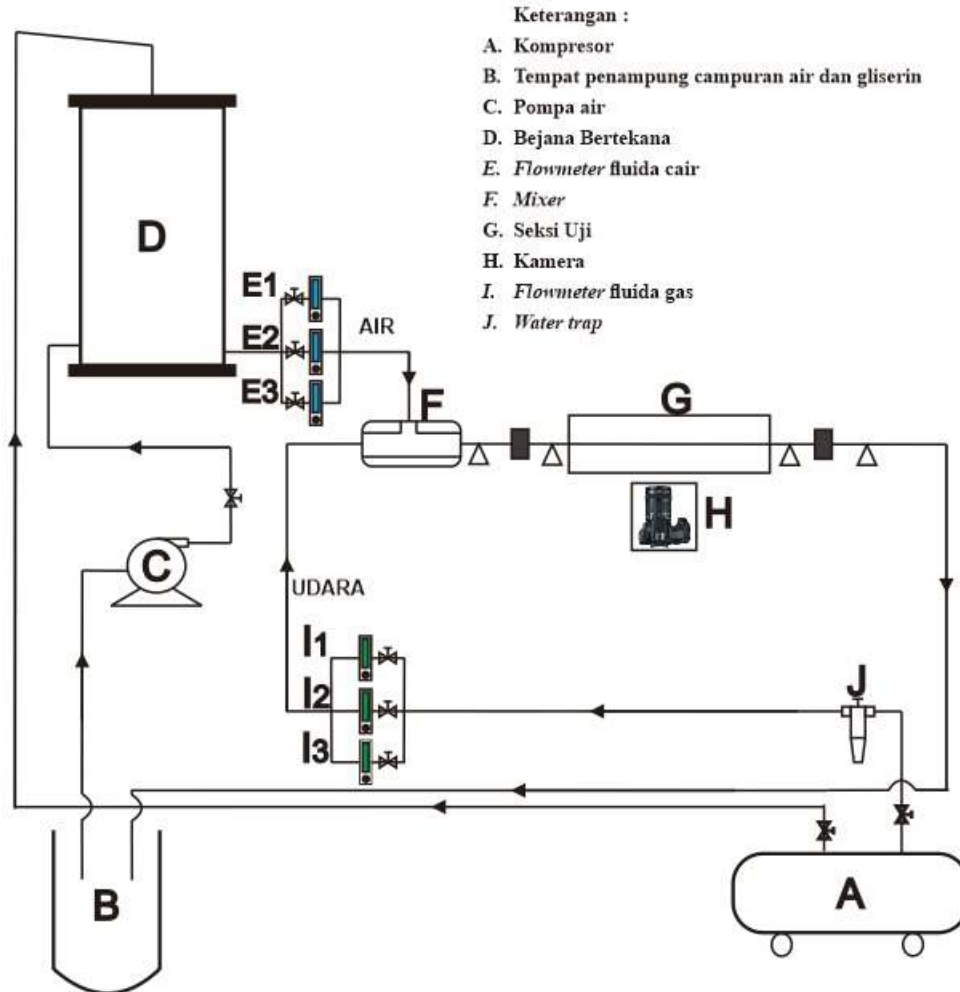 Keterangan :
A. Kompresor
B. Tempat penampung campuran air dan gliserin
C. Pompa air
D. Bejana Bertekana
E. Flowmeter fluida cair
F. Mixer
G. Seksi Uji
H. Kamera
I. Flowmeter fluida gas
J. Water trap
D
E1
E2
E3
AIR
F
G
H
C
UDARA
I1
I2
I3
J
B
A